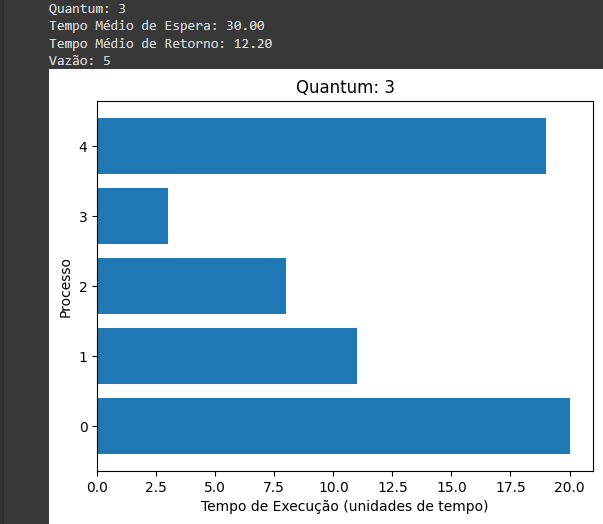 Quantum: 3
Tempo Médio de Espera: 30.00
Tempo Médio de Retorno: 12.20
Vazão: 5
Quantum: 3
4
3
2
1
0
Processo
0.0 2.5 5.0 7.5 10.0 12.5 15.0 17.5 20.0
Tempo de Execução (unidades de tempo)